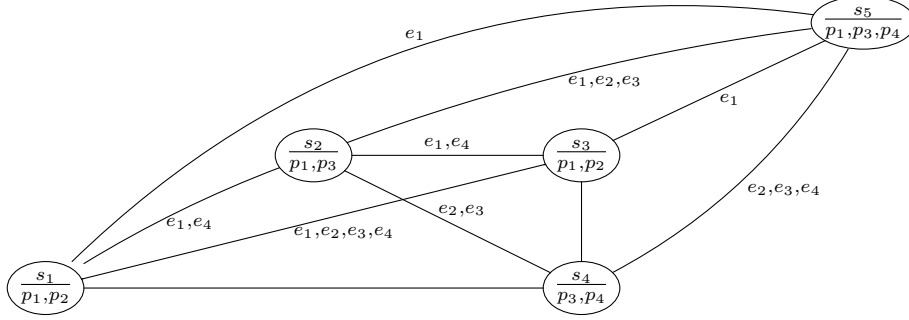 s5
p1,p3,p4
e1
e1,e2,e3
e1
s2
p1,p3
e1,e4
s3
p1,p2
e2,e3,e4
e2,e3
e1,e4
e1,e2,e3,e4
s1
p1,p2
s4
p3,p4